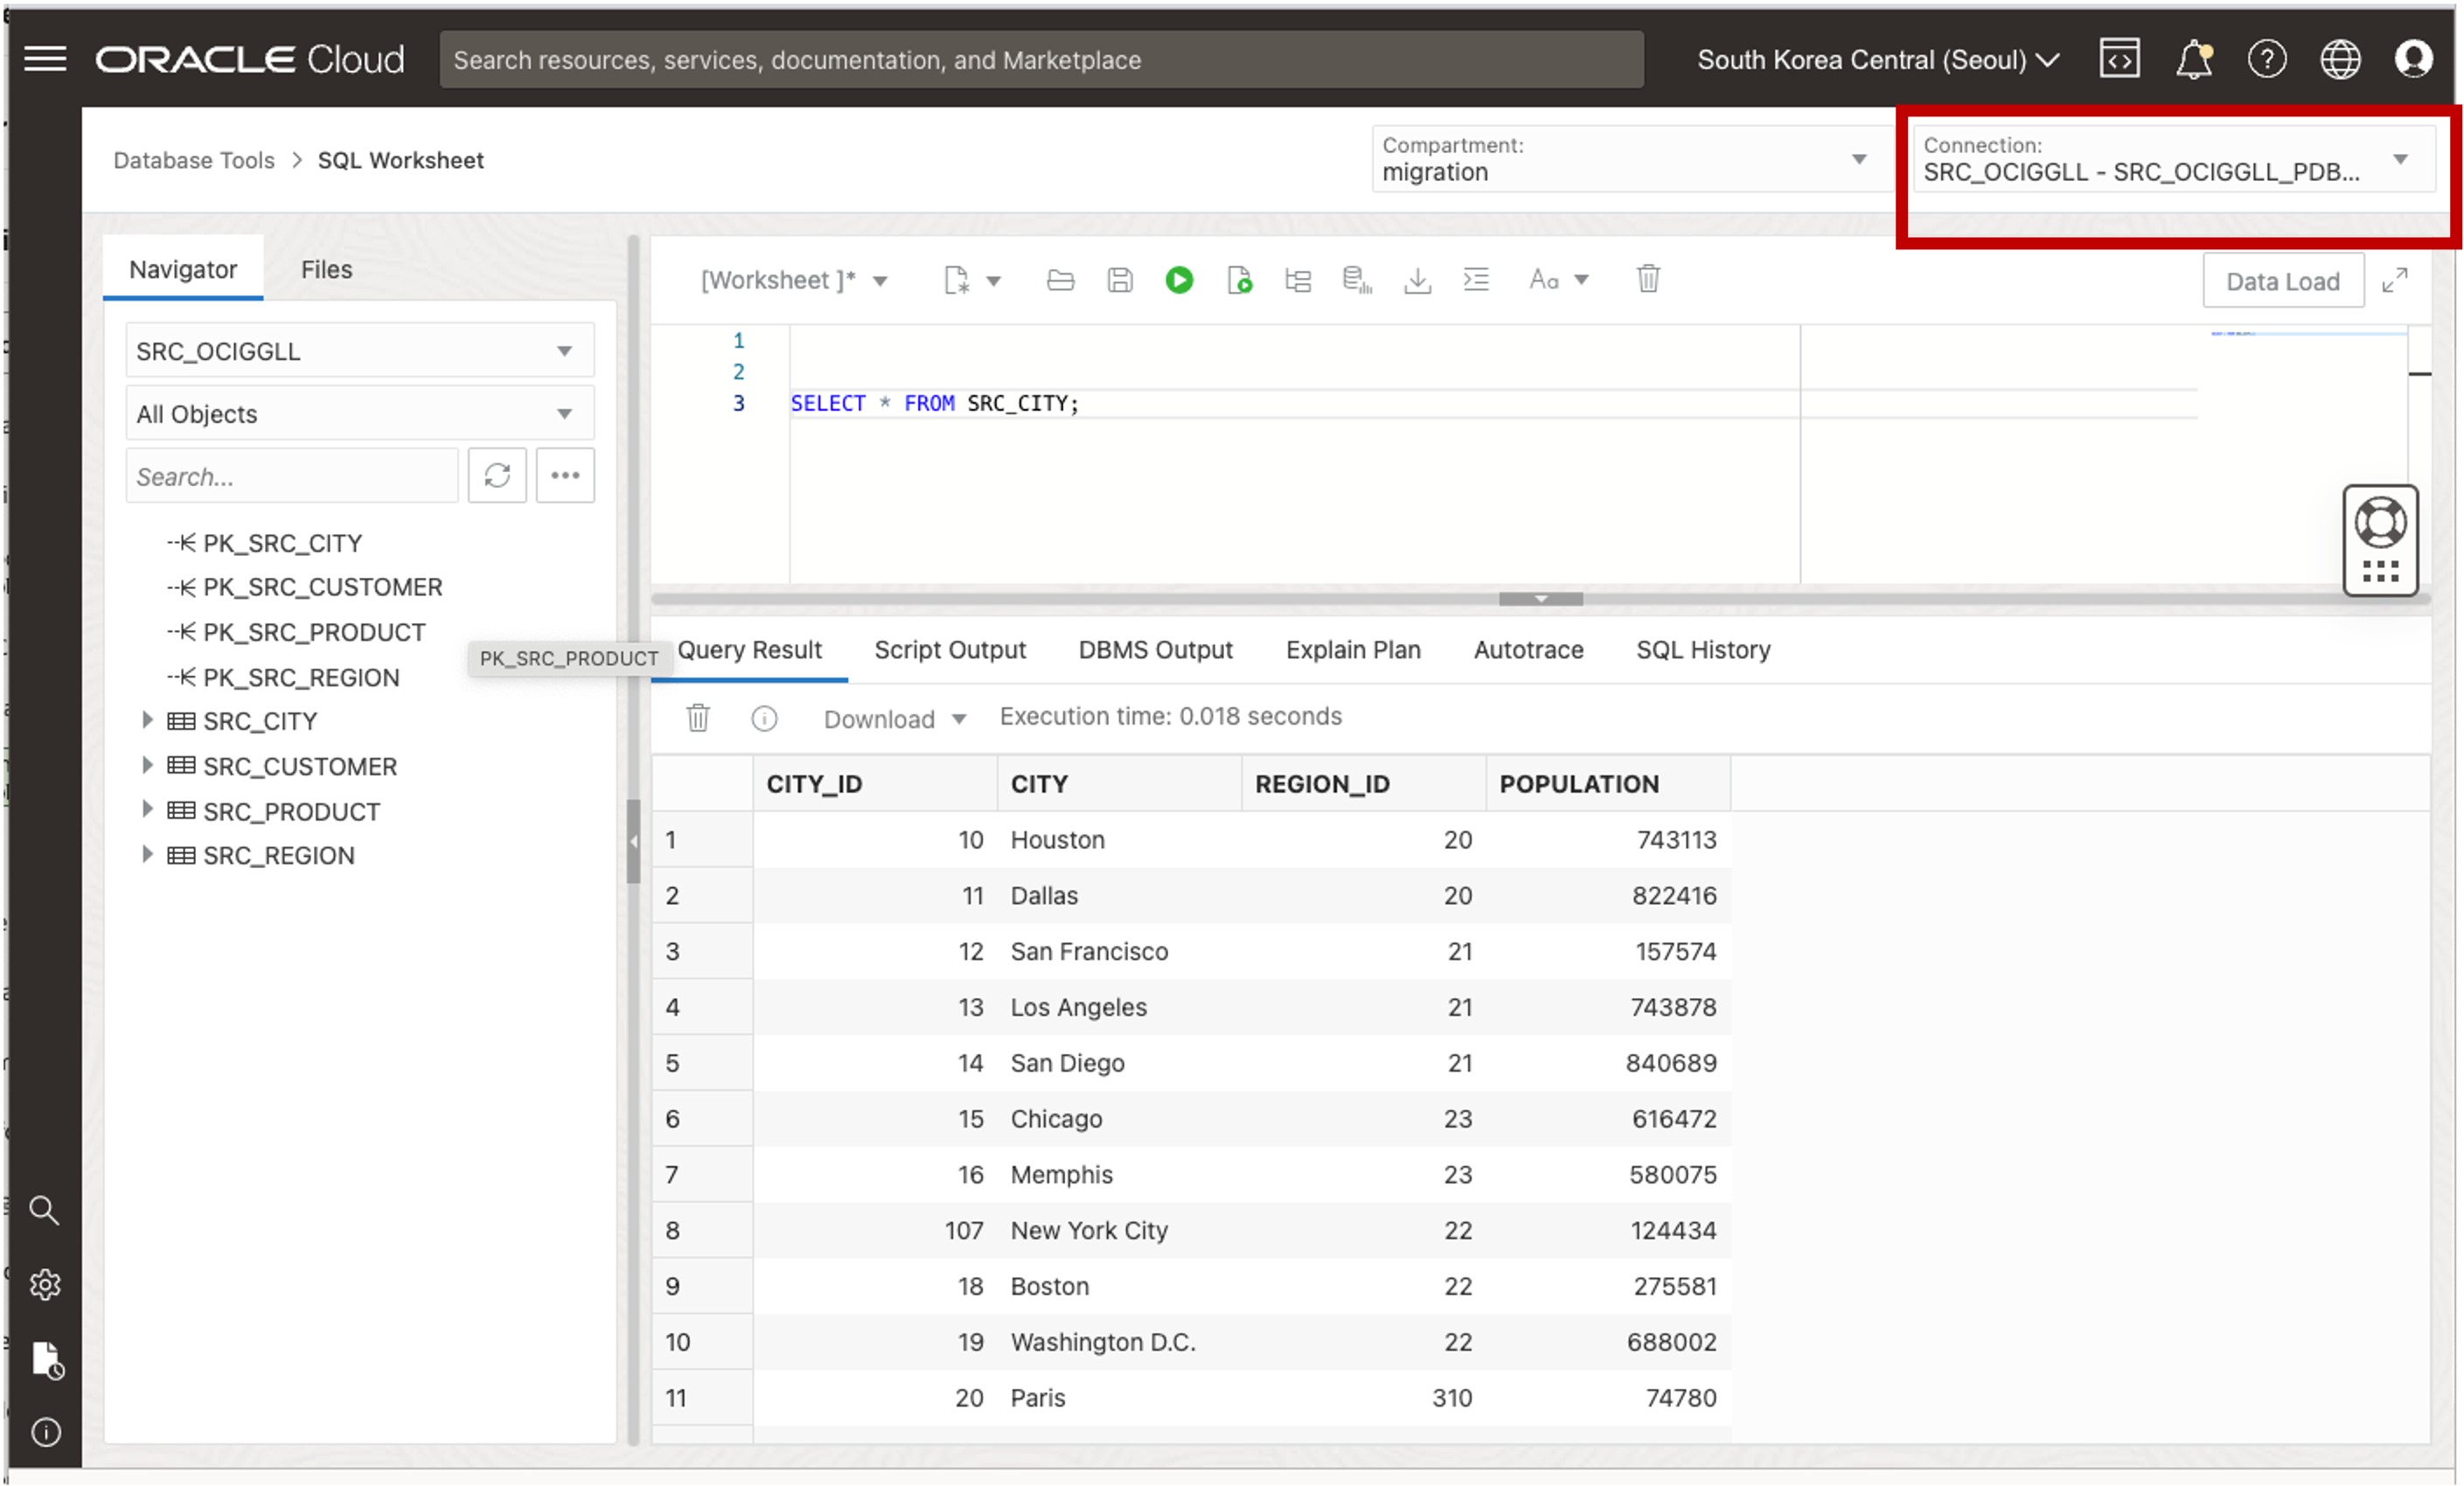 ORACLE Cloud
Search resources, services, documentation, and Marketplace
South Korea Central (Seoul)
Database Tools > SQL Worksheet
Compartment:
migration
Connection:
SRC_OCIGGLL - SRC_OCIGGLL_PDB...
Navigator
Files
[Worksheet ]*
Aa
Data Load
SRC_OCIGGLL
All Objects
Search...
PK_SRC_CITY
PK_SRC_CUSTOMER
PK_SRC_PRODUCT
PK_SRC_REGION
SRC_CITY
SRC_CUSTOMER
SRC_PRODUCT
SRC_REGION
PK_SRC_PRODUCT
1
2
3 SELECT * FROM SRC_CITY;
Query Result Script Output DBMS Output Explain Plan Autotrace SQL History
Download Execution time: 0.018 seconds
CITY_ID CITY REGION_ID POPULATION
1 10 Houston 20 743113
2 11 Dallas 20 822416
3 12 San Francisco 21 157574
4 13 Los Angeles 21 743878
5 14 San Diego 21 840689
6 15 Chicago 23 616472
7 16 Memphis 23 580075
8 107 New York City 22 124434
9 18 Boston 22 275581
10 19 Washington D.C. 22 688002
11 20 Paris 310 74780